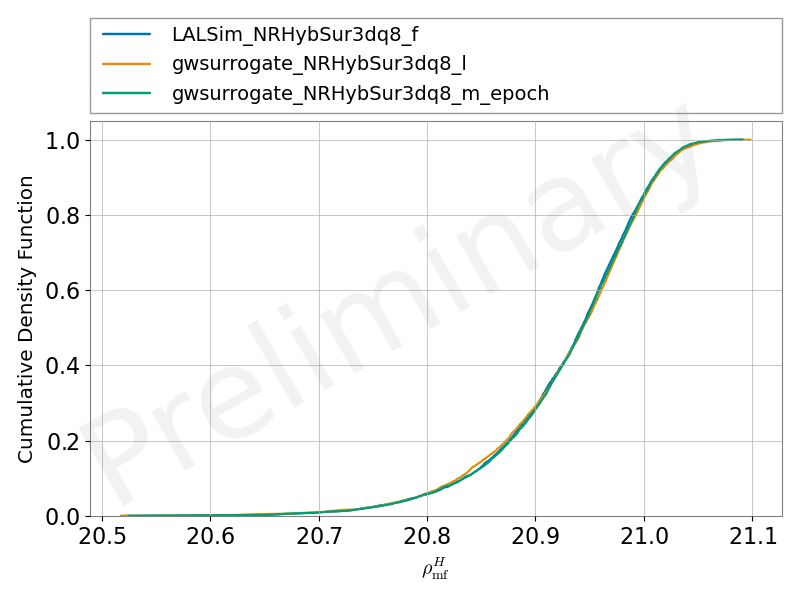 LALSim_NRHybSur3dq8_f
gwsurrogate_NRHybSur3dq8_l
gwsurrogate_NRHybSur3dq8_m_epoch
Preliminary
Cumulative Density Function
1.0
0.8
0.6
0.4
0.2
0.0
20.5 20.6 20.7 20.8 20.9 21.0 21.1
ρ_mf^H